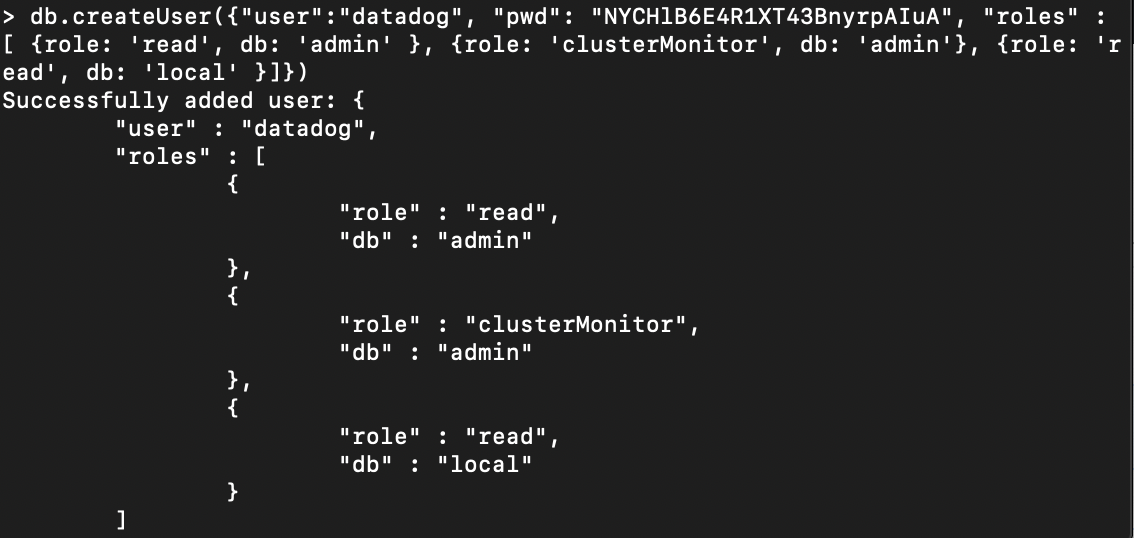 > db.createUser({"user":"datadog", "pwd": "NYCHlB6E4R1XT43BnyrpAIuA", "roles" :
[ {role: 'read', db: 'admin' }, {role: 'clusterMonitor', db: 'admin'}, {role: 'r
ead', db: 'local' }]})
Successfully added user: {
        "user" : "datadog",
        "roles" : [
                {
                        "role" : "read",
                        "db" : "admin"
                },
                {
                        "role" : "clusterMonitor",
                        "db" : "admin"
                },
                {
                        "role" : "read",
                        "db" : "local"
                }
        ]